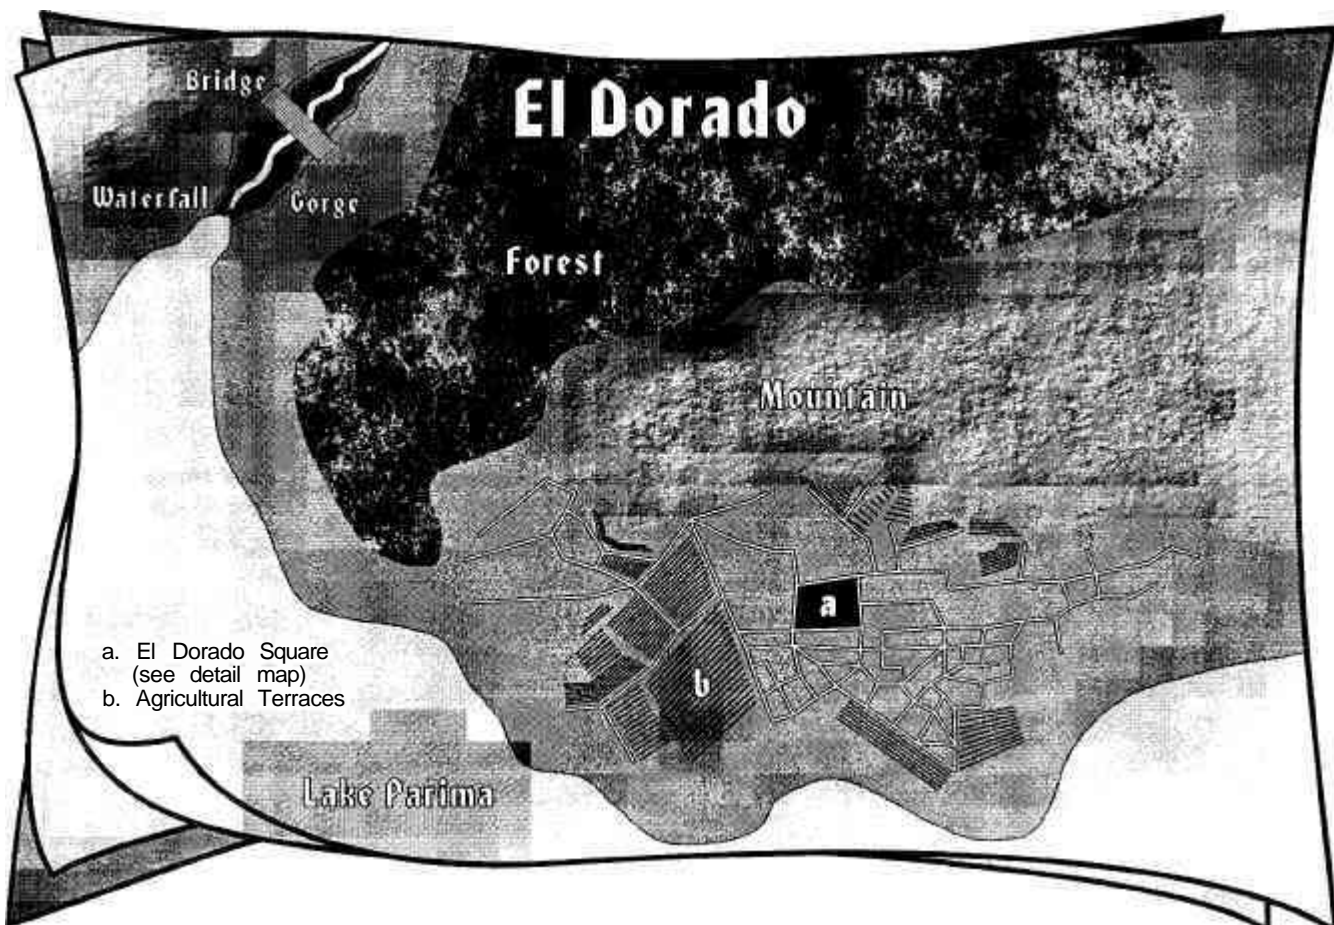 El Dorado
Bridge
Waterfall
Gorge
Forest
Mountain
a
b
a. El Dorado Square
(see detail map)
b. Agricultural Terraces
Lake Parima